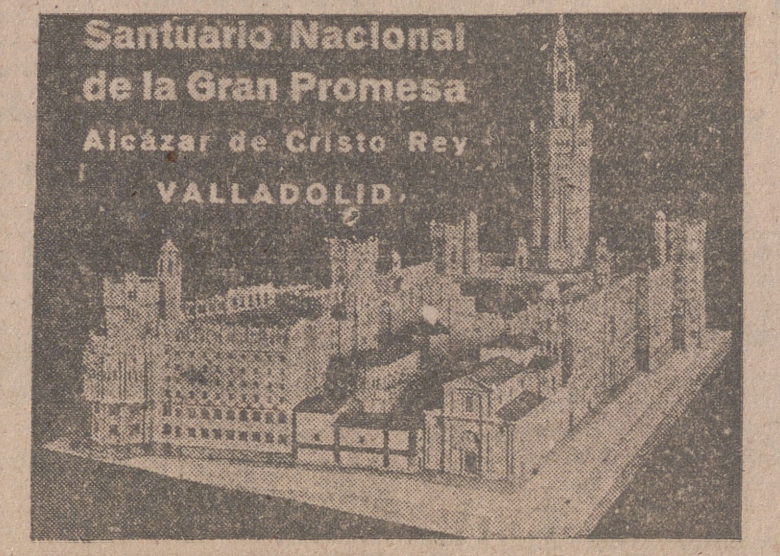 Santuario Nacional
de la Gran Promesa
Alcázar de Cristo Rey
VALLADOLID.